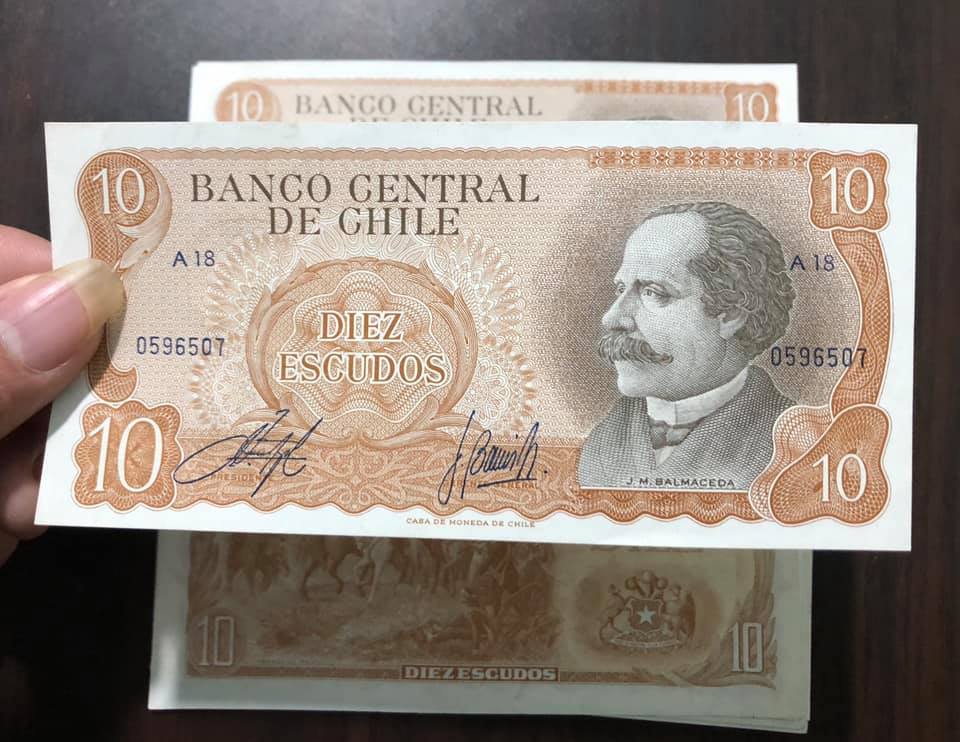 10 BANCO CENTRAL 10
10 BANCO CENTRAL 10
DE CHILE
A 18 A 18
DIEZ
ESCUDOS
0596507 0596507
10 10
J. M. BALMACEDA
CASA DE MONEDA DE CHILE
10 10
DIEZ ESCUDOS